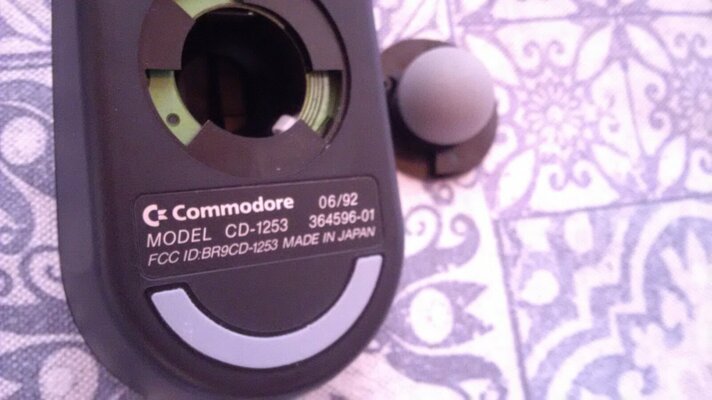 Commodore 06/92
MODEL CD-1253 364596-01
FCC ID:BR9CD-1253 MADE IN JAPAN